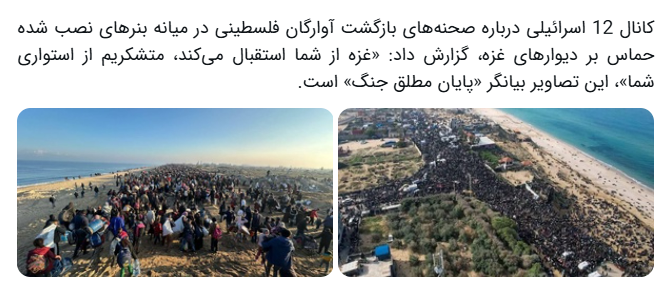 کانال 12 اسرائیلی درباره صحنه‌های بازگشت آوارگان فلسطینی در میانه بنرهای نصب شده
حماس بر دیوارهای غزه، گزارش داد: «غزه از شما استقبال می‌کند، متشکریم از استواری
شما»، این تصاویر بیانگر «پایان مطلق جنگ» است.